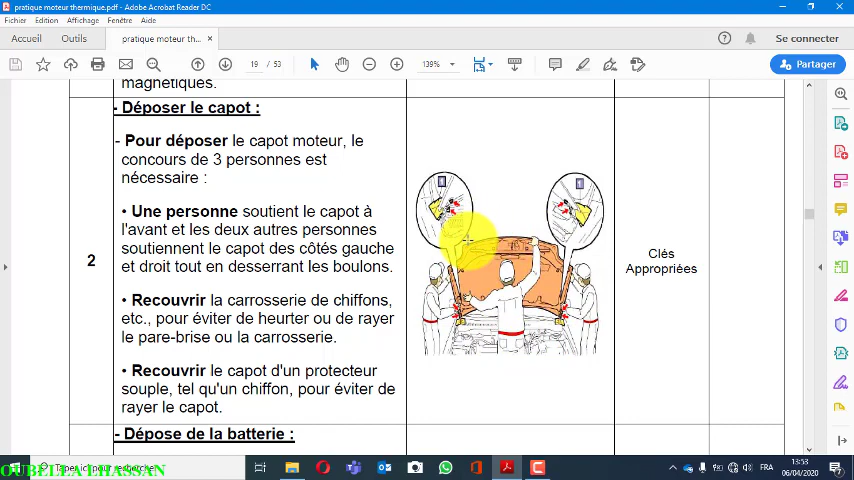 pratique moteur thermique.pdf - Adobe Acrobat Reader DC
Fichier Edition Affichage Fenêtre Aide
Accueil Outils pratique moteur ther... × Se connecter
19 / 53 139% Partager
magnétiques.
- Déposer le capot :
- Pour déposer le capot moteur, le
concours de 3 personnes est
nécessaire :
• Une personne soutient le capot à
l'avant et les deux autres personnes
soutiennent le capot des côtés gauche
et droit tout en desserrant les boulons.
• Recouvrir la carrosserie de chiffons,
etc., pour éviter de heurter ou de rayer
le pare-brise ou la carrosserie.
• Recouvrir le capot d'un protecteur
souple, tel qu'un chiffon, pour éviter de
rayer le capot.
2
1
1
Clés
Appropriées
- Dépose de la batterie :
OUBELLA LHASSAN
Tapez ici pour rechercher
FRA
13:53
06/04/2020